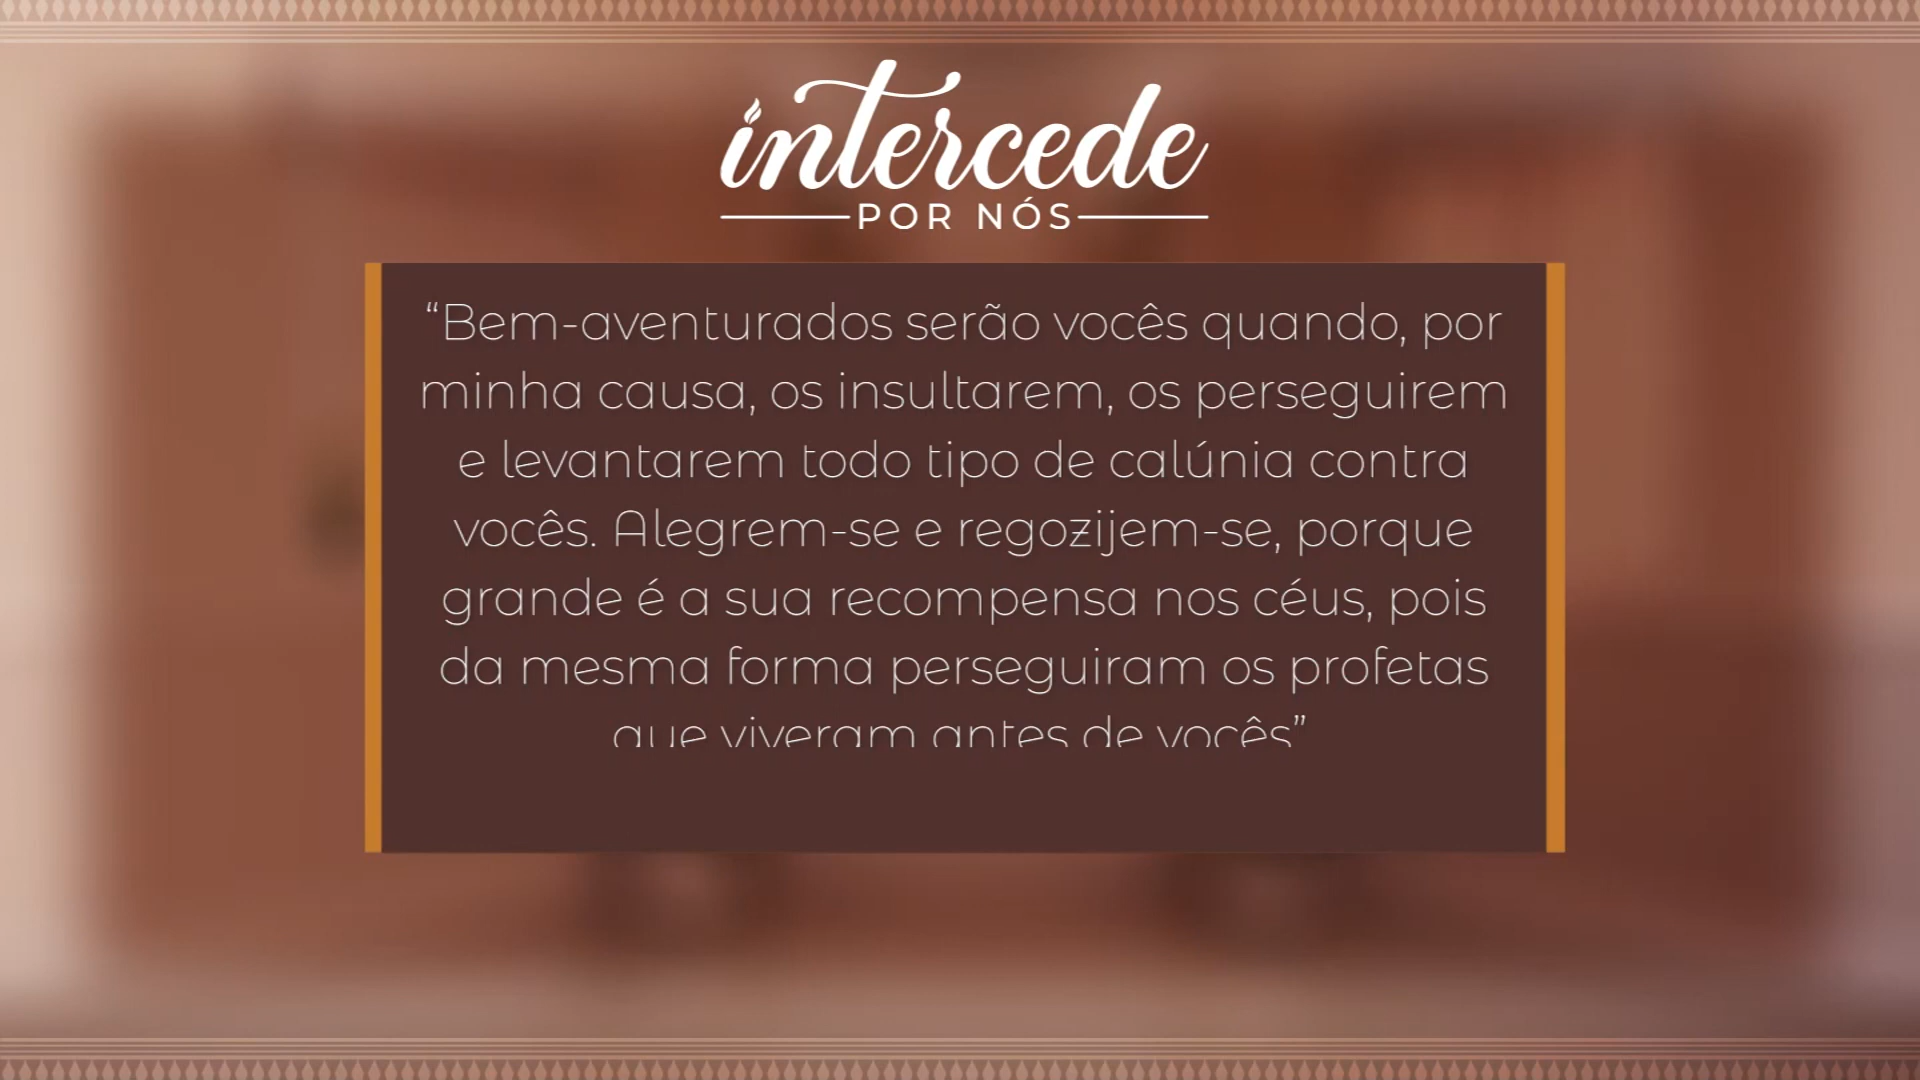 intercede
POR NÓS
“Bem-aventurados serão vocês quando, por
minha causa, os insultarem, os perseguirem
e levantarem todo tipo de calúnia contra
vocês. Alegrem-se e regozijem-se, porque
grande é a sua recompensa nos céus, pois
da mesma forma perseguiram os profetas
que viveram antes de vocês”